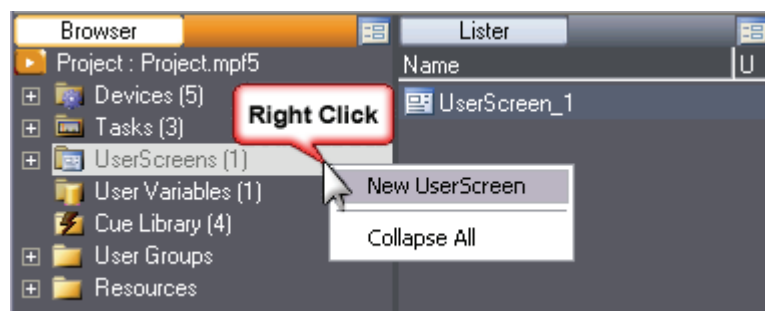 Browser
Project : Project.mpf5
Devices (5)
Tasks (3)
UserScreens (1)
User Variables (1)
Cue Library (4)
User Groups
Resources
Right Click
New UserScreen
Collapse All
Lister
Name U
UserScreen_1